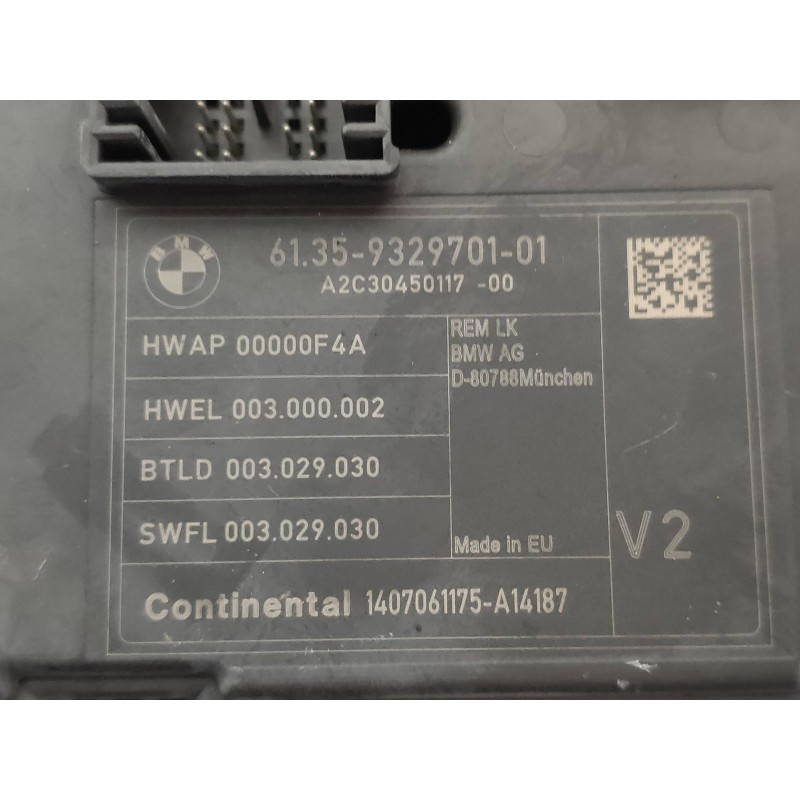 BMW
61.35-9329701-01
A2C30450117 -00
HWAP 00000F4A
HWEL 003.000.002
BTLD 003.029.030
SWFL 003.029.030
REM LK
BMW AG
D-80788München
Made in EU
V2
Continental 1407061175-A14187